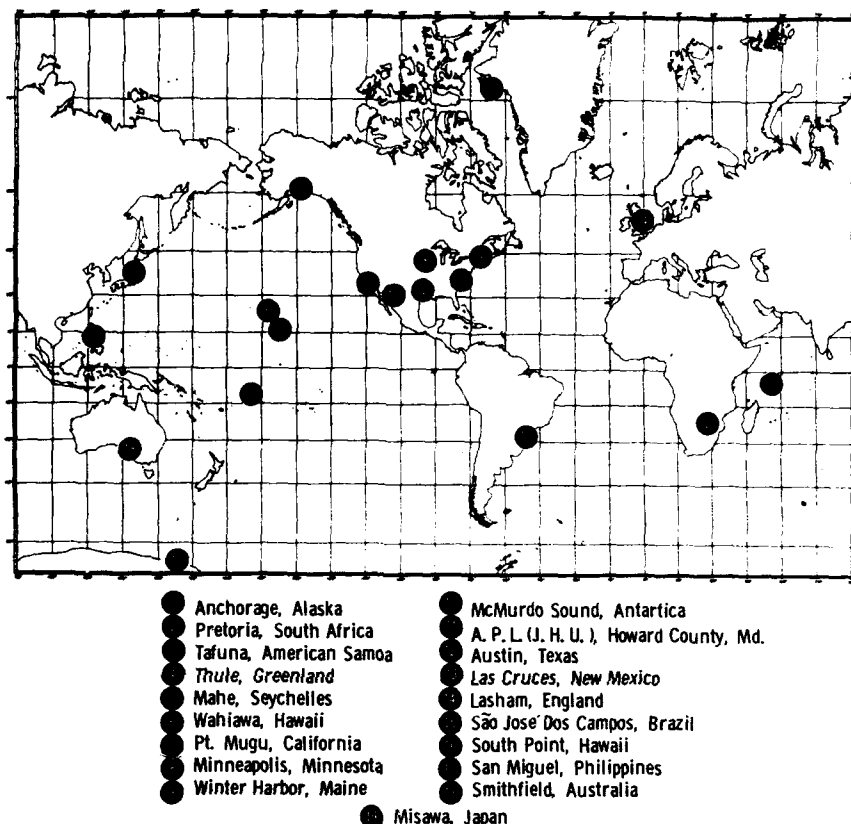 Anchorage, Alaska
Pretoria, South Africa
Tafuna, American Samoa
Thule, Greenland
Mahe, Seychelles
Wahiawa, Hawaii
Pt. Mugu, California
Minneapolis, Minnesota
Winter Harbor, Maine
McMurdo Sound, Antartica
A. P. L. (J. H. U.), Howard County, Md.
Austin, Texas
Las Cruces, New Mexico
Lasham, England
São José Dos Campos, Brazil
South Point, Hawaii
San Miguel, Philippines
Smithfield, Australia
Misawa, Japan